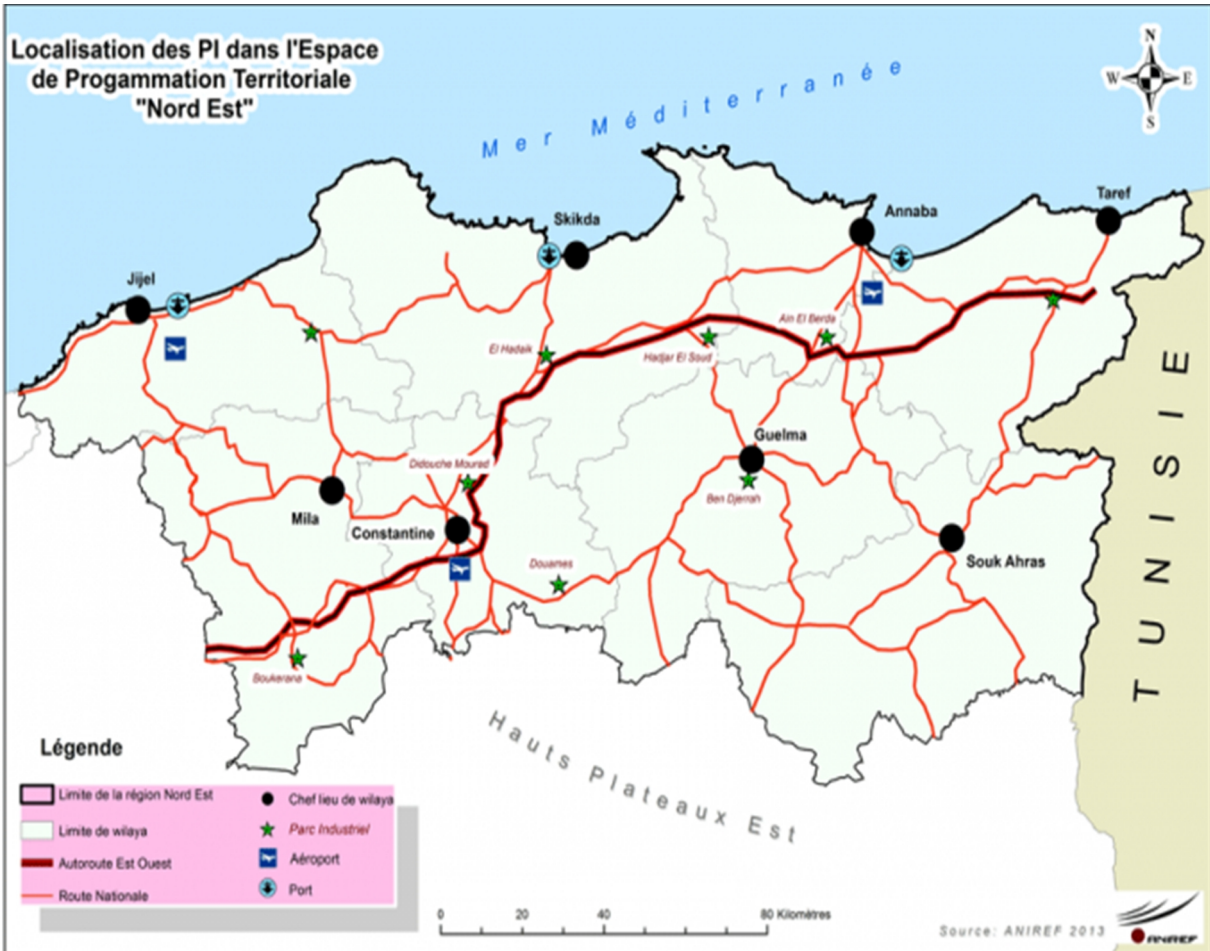 Localisation des PI dans l'Espace
de Progammation Territoriale
"Nord Est"
N
W E
S
Mer Méditerranée
Taref
Skikda
Annaba
Jijel
Ain El Berda
El Hadaik
Hadjar El Soud
Guelma
Didouche Mourad
Ben Djerrah
Mila
Constantine
Souk Ahras
Douames
Boukerana
TUNISIE
Hauts Plateaux Est
Légende
Limite de la région Nord Est
Chef lieu de wilaya
Limite de wilaya
Parc Industriel
Autoroute Est Ouest
Aéroport
Route Nationale
Port
0 20 40 80 Kilomètres
Source: ANIREF 2013
ANIREF